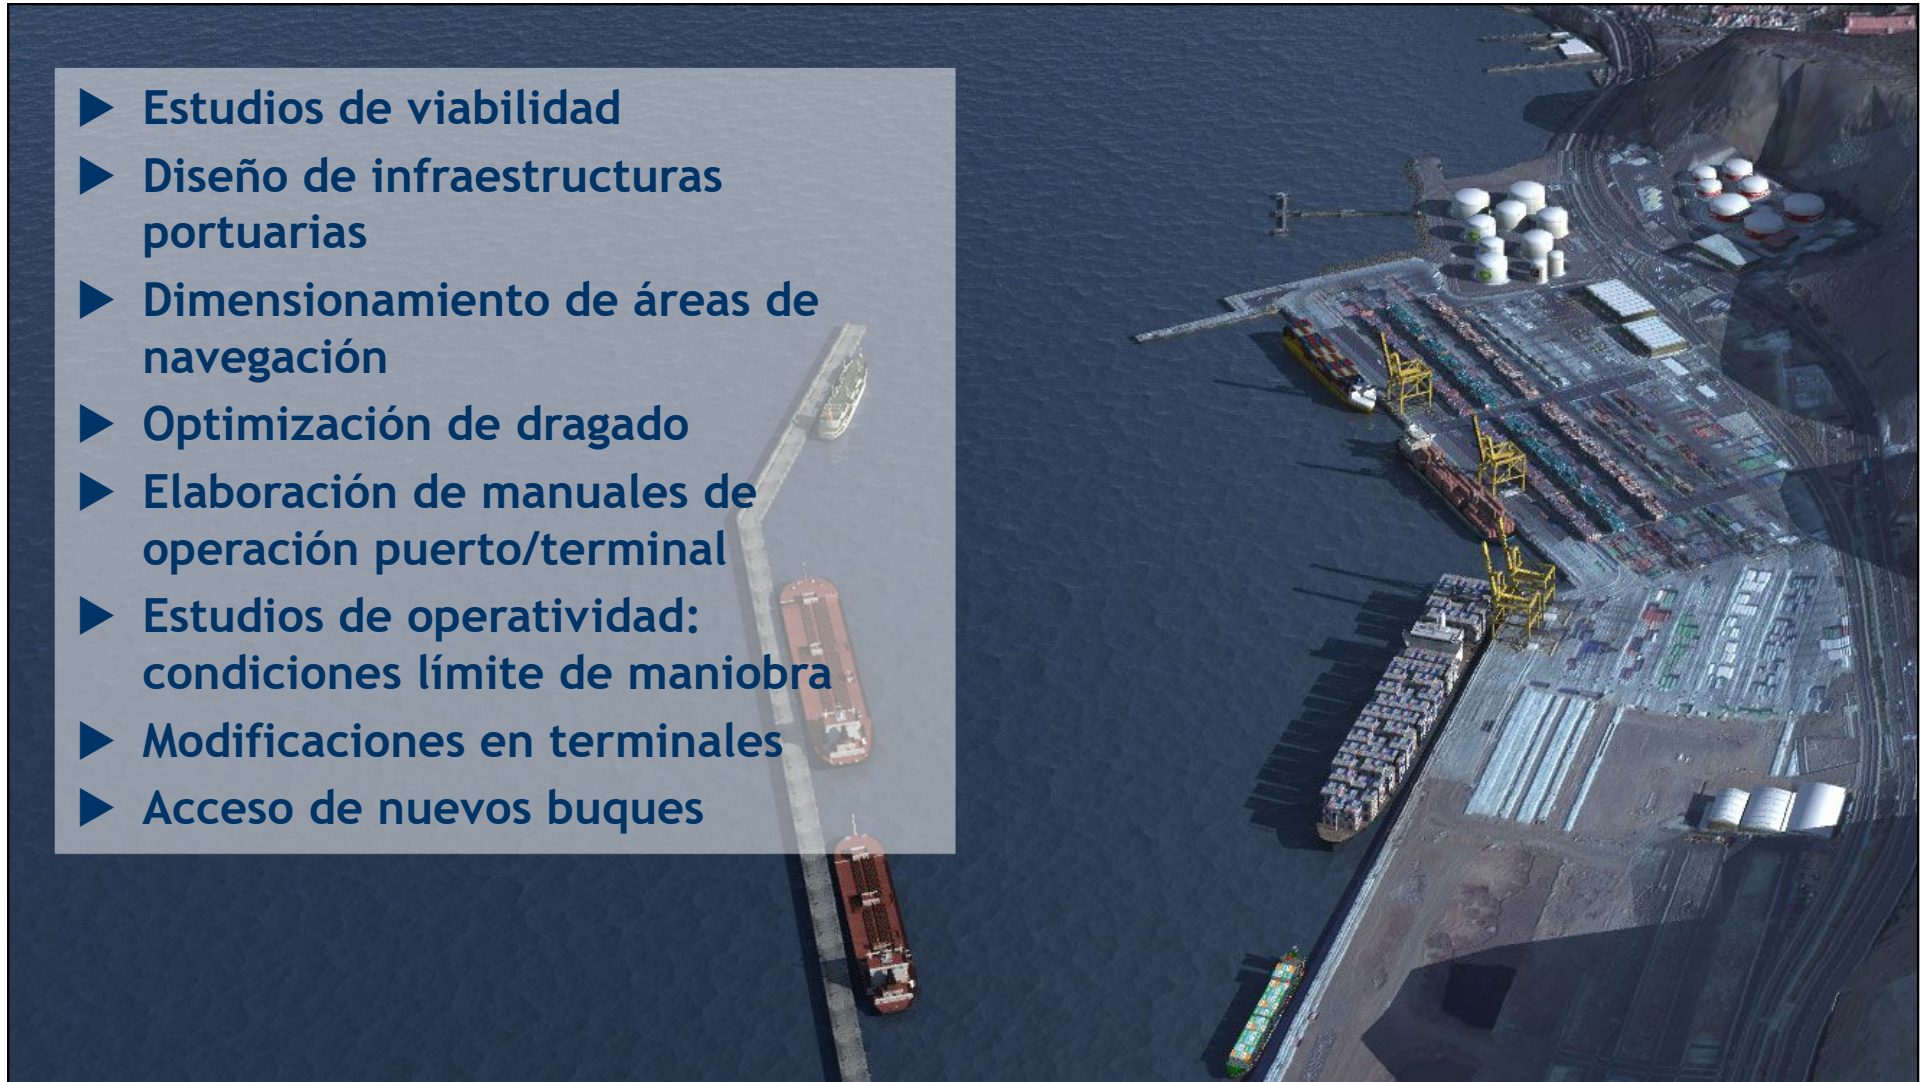 ▶ Estudios de viabilidad
▶ Diseño de infraestructuras
portuarias
▶ Dimensionamiento de áreas de
navegación
▶ Optimización de dragado
▶ Elaboración de manuales de
operación puerto/terminal
▶ Estudios de operatividad:
condiciones límite de maniobra
▶ Modificaciones en terminales
▶ Acceso de nuevos buques